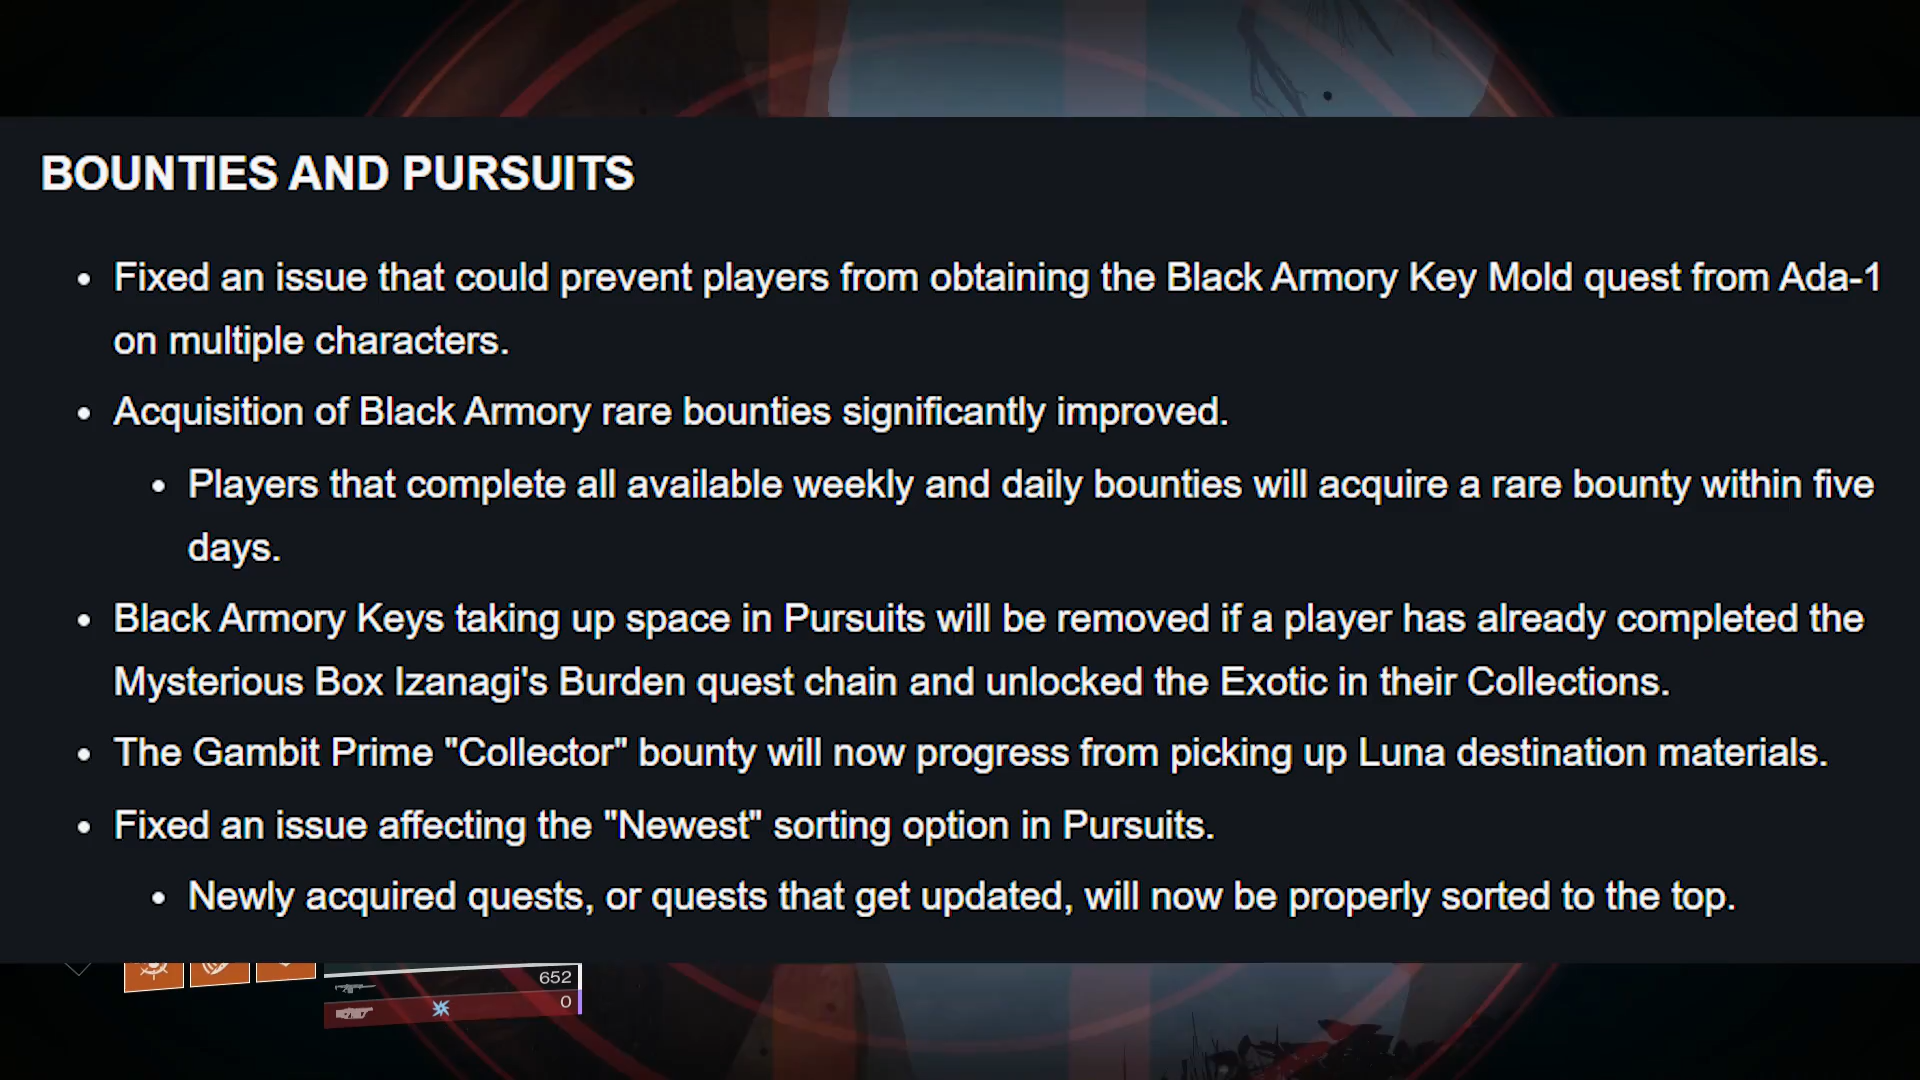 BOUNTIES AND PURSUITS
• Fixed an issue that could prevent players from obtaining the Black Armory Key Mold quest from Ada-1
on multiple characters.
• Acquisition of Black Armory rare bounties significantly improved.
• Players that complete all available weekly and daily bounties will acquire a rare bounty within five
days.
• Black Armory Keys taking up space in Pursuits will be removed if a player has already completed the
Mysterious Box Izanagi's Burden quest chain and unlocked the Exotic in their Collections.
• The Gambit Prime "Collector" bounty will now progress from picking up Luna destination materials.
• Fixed an issue affecting the "Newest" sorting option in Pursuits.
• Newly acquired quests, or quests that get updated, will now be properly sorted to the top.
652
0